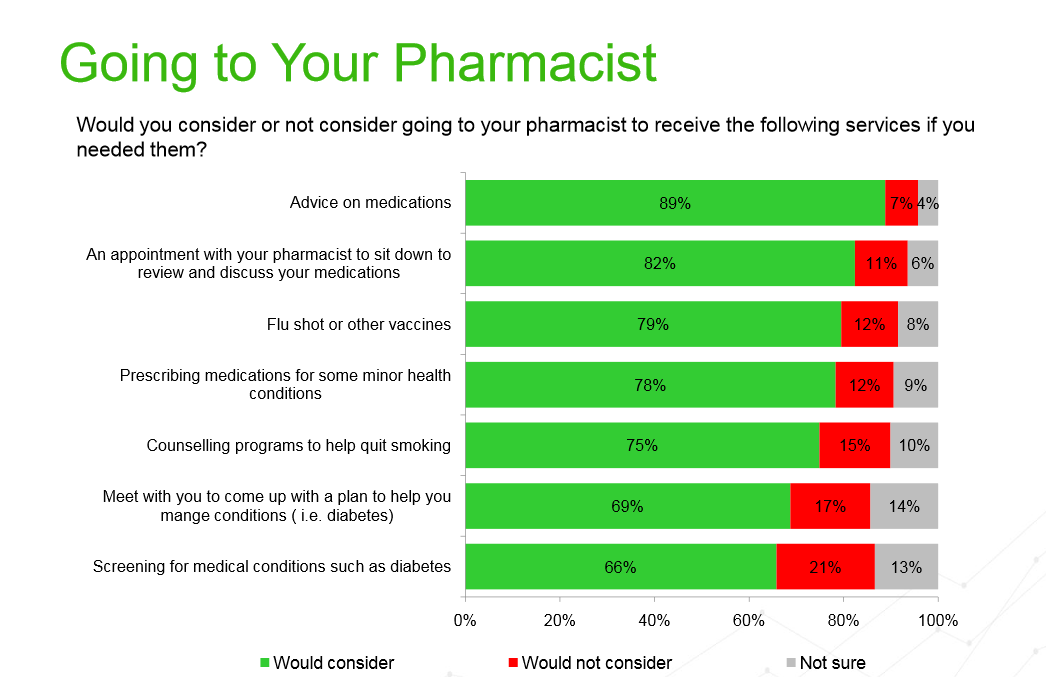 Going to Your Pharmacist
Would you consider or not consider going to your pharmacist to receive the following services if you
needed them?
Advice on medications
89%
7%
4%
An appointment with your pharmacist to sit down to
review and discuss your medications
82%
11%
6%
Flu shot or other vaccines
79%
12%
8%
Prescribing medications for some minor health
conditions
78%
12%
9%
Counselling programs to help quit smoking
75%
15%
10%
Meet with you to come up with a plan to help you
mange conditions ( i.e. diabetes)
69%
17%
14%
Screening for medical conditions such as diabetes
66%
21%
13%
0%
20%
40%
60%
80%
100%
Would consider
Would not consider
Not sure